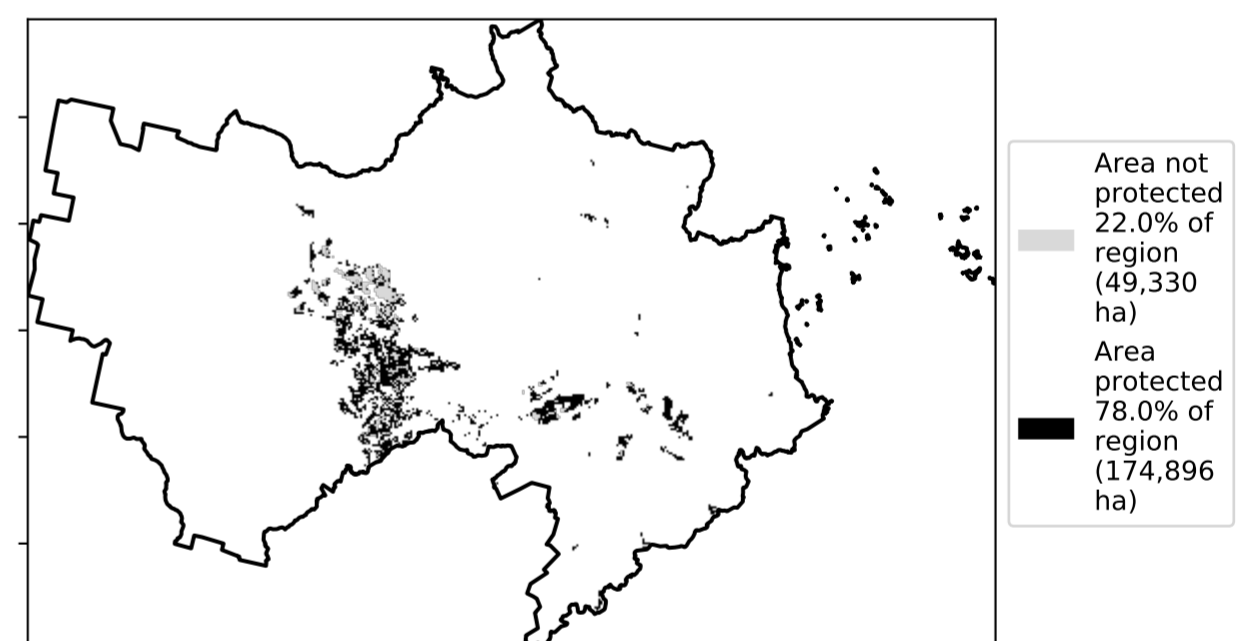 Area not
protected
22.0% of
region
(49,330
ha)
Area
protected
78.0% of
region
(174,896
ha)